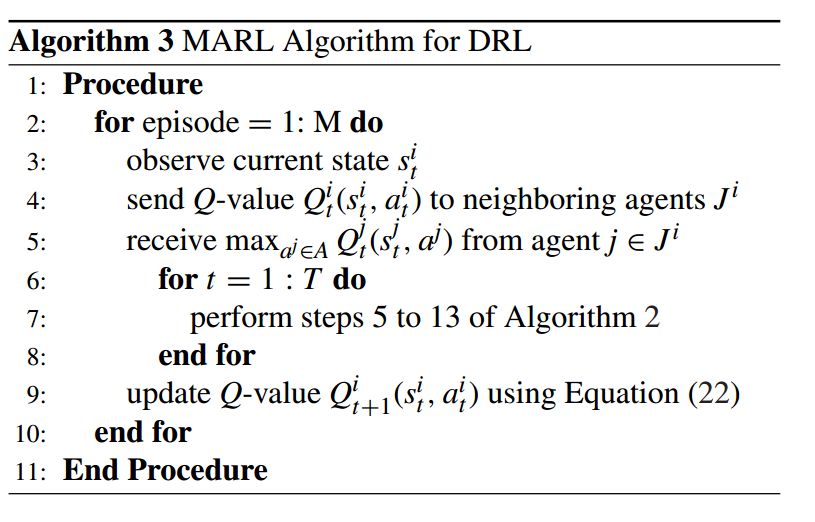 Algorithm 3 MARL Algorithm for DRL
1: Procedure
2: for episode = 1: M do
3: observe current state $s_t^i$
4: send Q-value $Q_t^i(s_t^i, a_t^i)$ to neighboring agents $J^i$
5: receive $\max_{a^j \in A} Q_t^j(s_t^j, a^j)$ from agent $j \in J^i$
6: for $t = 1 : T$ do
7: perform steps 5 to 13 of Algorithm 2
8: end for
9: update Q-value $Q_{t+1}^i(s_t^i, a_t^i)$ using Equation (22)
10: end for
11: End Procedure